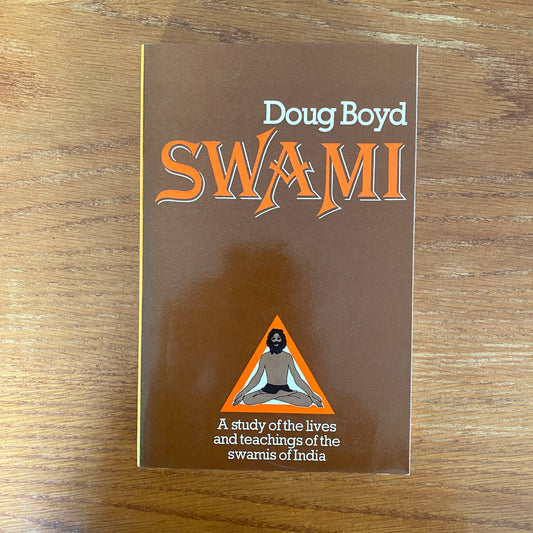 Doug Boyd
SWAMI
A study of the lives
and teachings of the
swamis of India